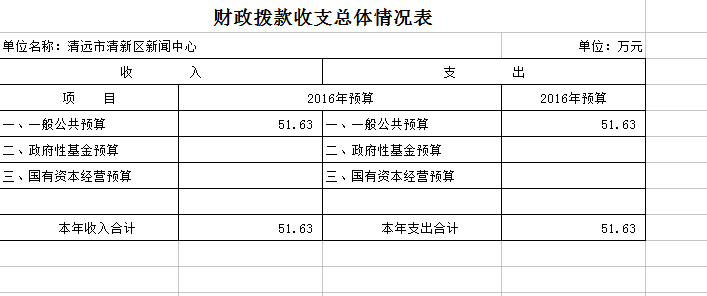 财政拨款收支总体情况表
单位名称：清远市清新区新闻中心 单位：万元
收 入 支 出
项 目 2016年预算 2016年预算
一、一般公共预算 51.63 一、一般公共预算 51.63
二、政府性基金预算 二、政府性基金预算
三、国有资本经营预算 三、国有资本经营预算
本年收入合计 51.63 本年支出合计 51.63